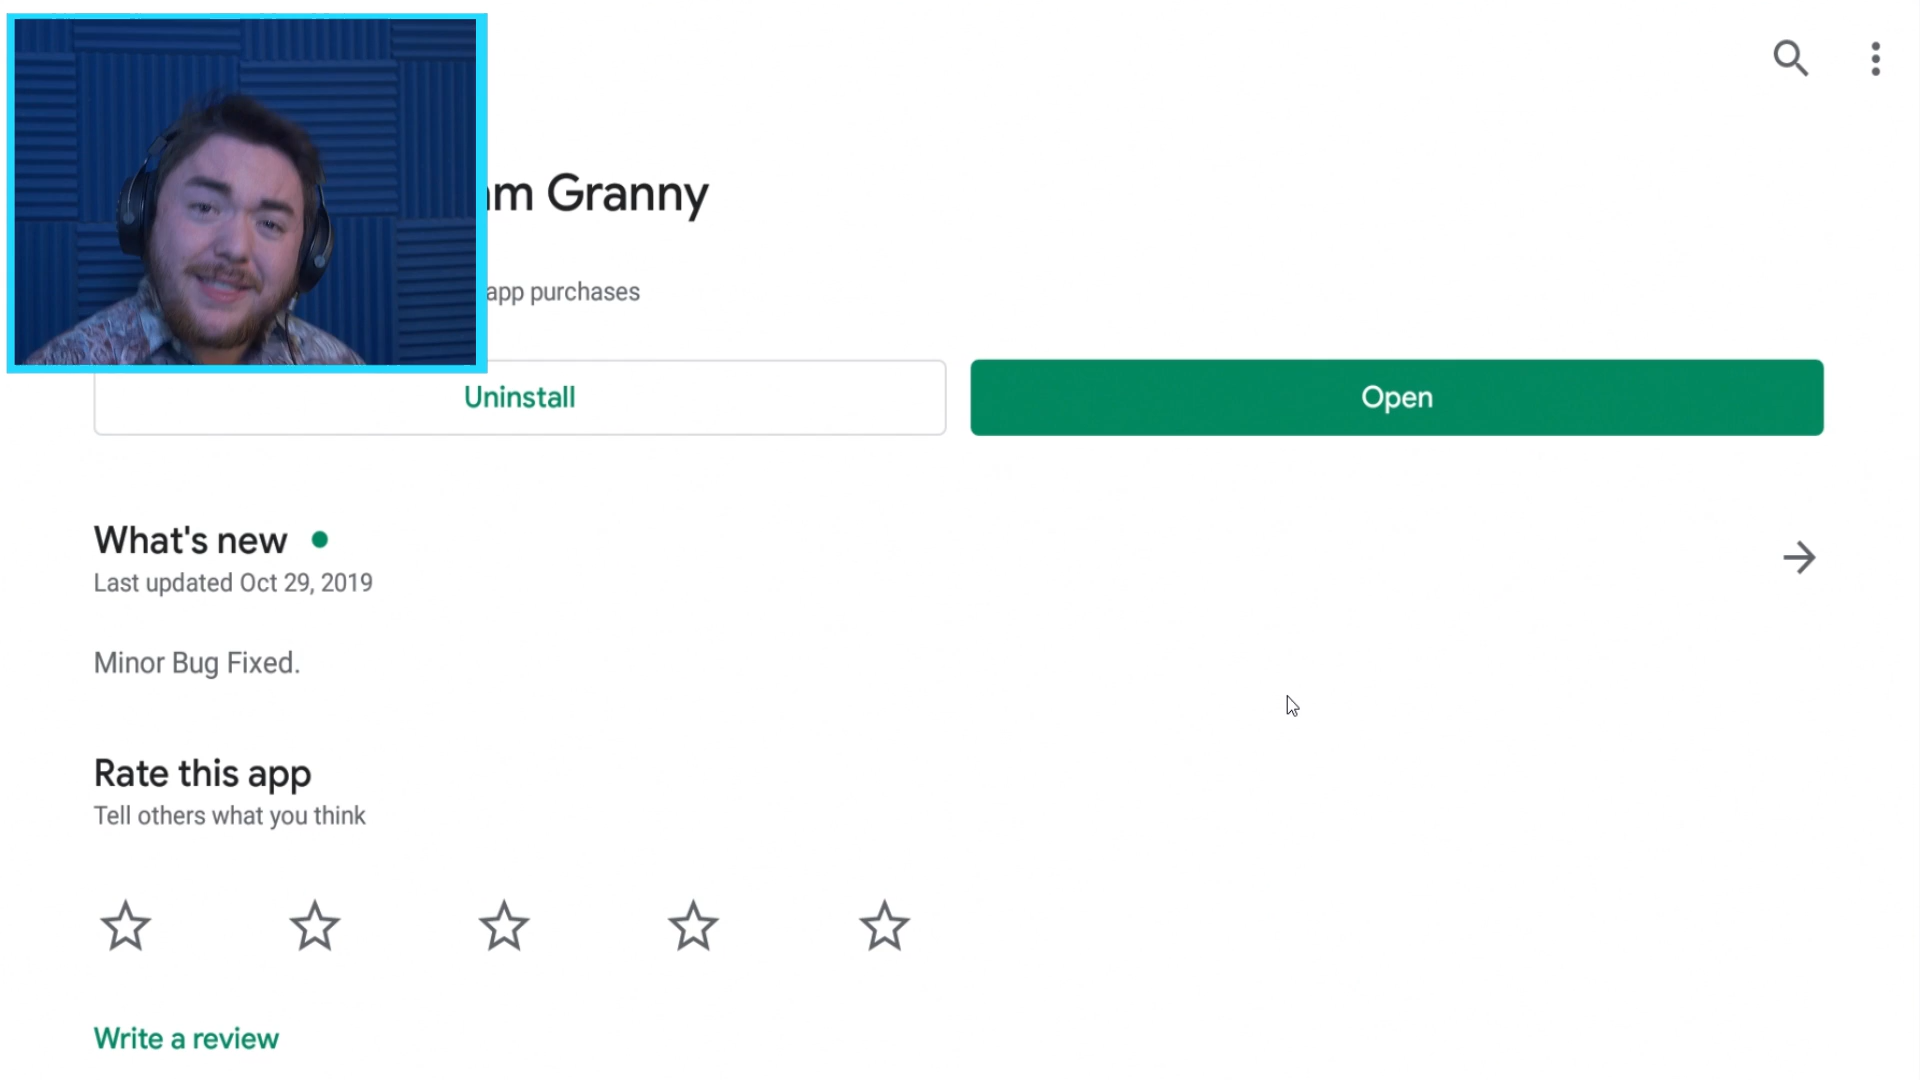 Granny
app purchases
Uninstall
Open
What's new
Last updated Oct 29, 2019
Minor Bug Fixed.
Rate this app
Tell others what you think
Write a review